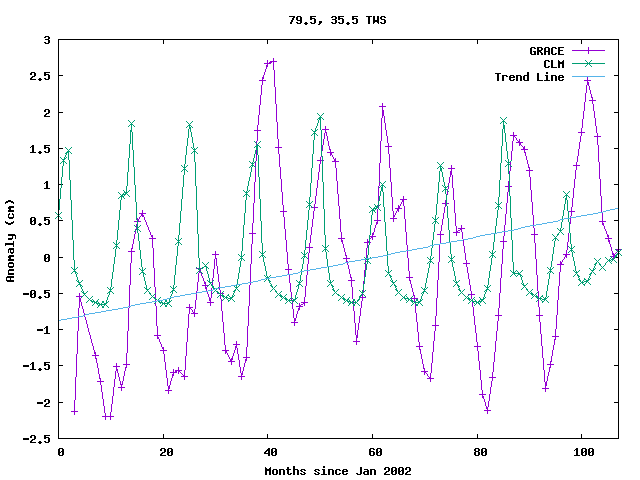 79.5, 35.5 TWS
GRACE
CLM
Trend Line
3
2.5
2
1.5
1
0.5
0
-0.5
-1
-1.5
-2
-2.5
Anomaly (cm)
0 20 40 60 80 100
Months since Jan 2002